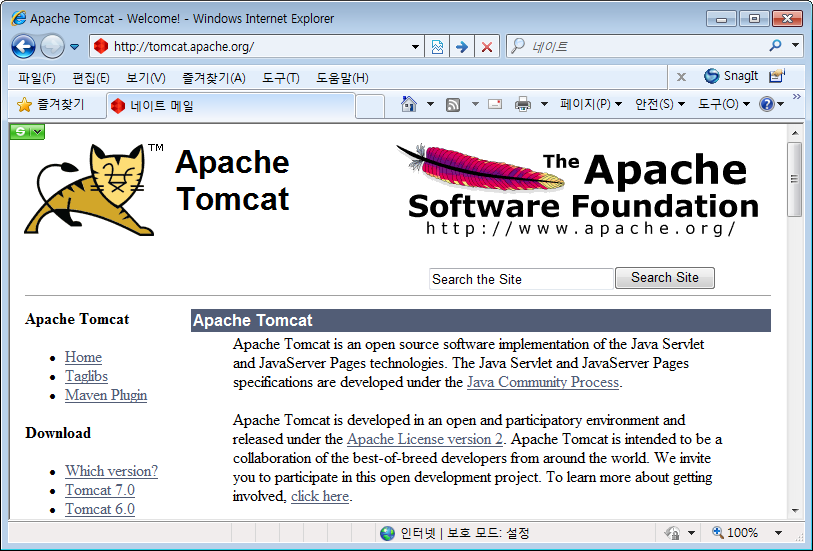 Apache Tomcat - Welcome! - Windows Internet Explorer
http://tomcat.apache.org/
네이트
파일(F) 편집(E) 보기(V) 즐겨찾기(A) 도구(T) 도움말(H)
SnagIt
즐겨찾기
네이트 메일
페이지(P)
안전(S)
도구(O)
TM
Apache
Tomcat
The Apache
Software Foundation
http://www.apache.org/
Search the Site
Search Site
Apache Tomcat
Home
Taglibs
Maven Plugin
Download
Which version?
Tomcat 7.0
Tomcat 6.0
Apache Tomcat
Apache Tomcat is an open source software implementation of the Java Servlet
and JavaServer Pages technologies. The Java Servlet and JavaServer Pages
specifications are developed under the Java Community Process.
Apache Tomcat is developed in an open and participatory environment and
released under the Apache License version 2. Apache Tomcat is intended to be a
collaboration of the best-of-breed developers from around the world. We invite
you to participate in this open development project. To learn more about getting
involved, click here.
인터넷 | 보호 모드: 설정
100%